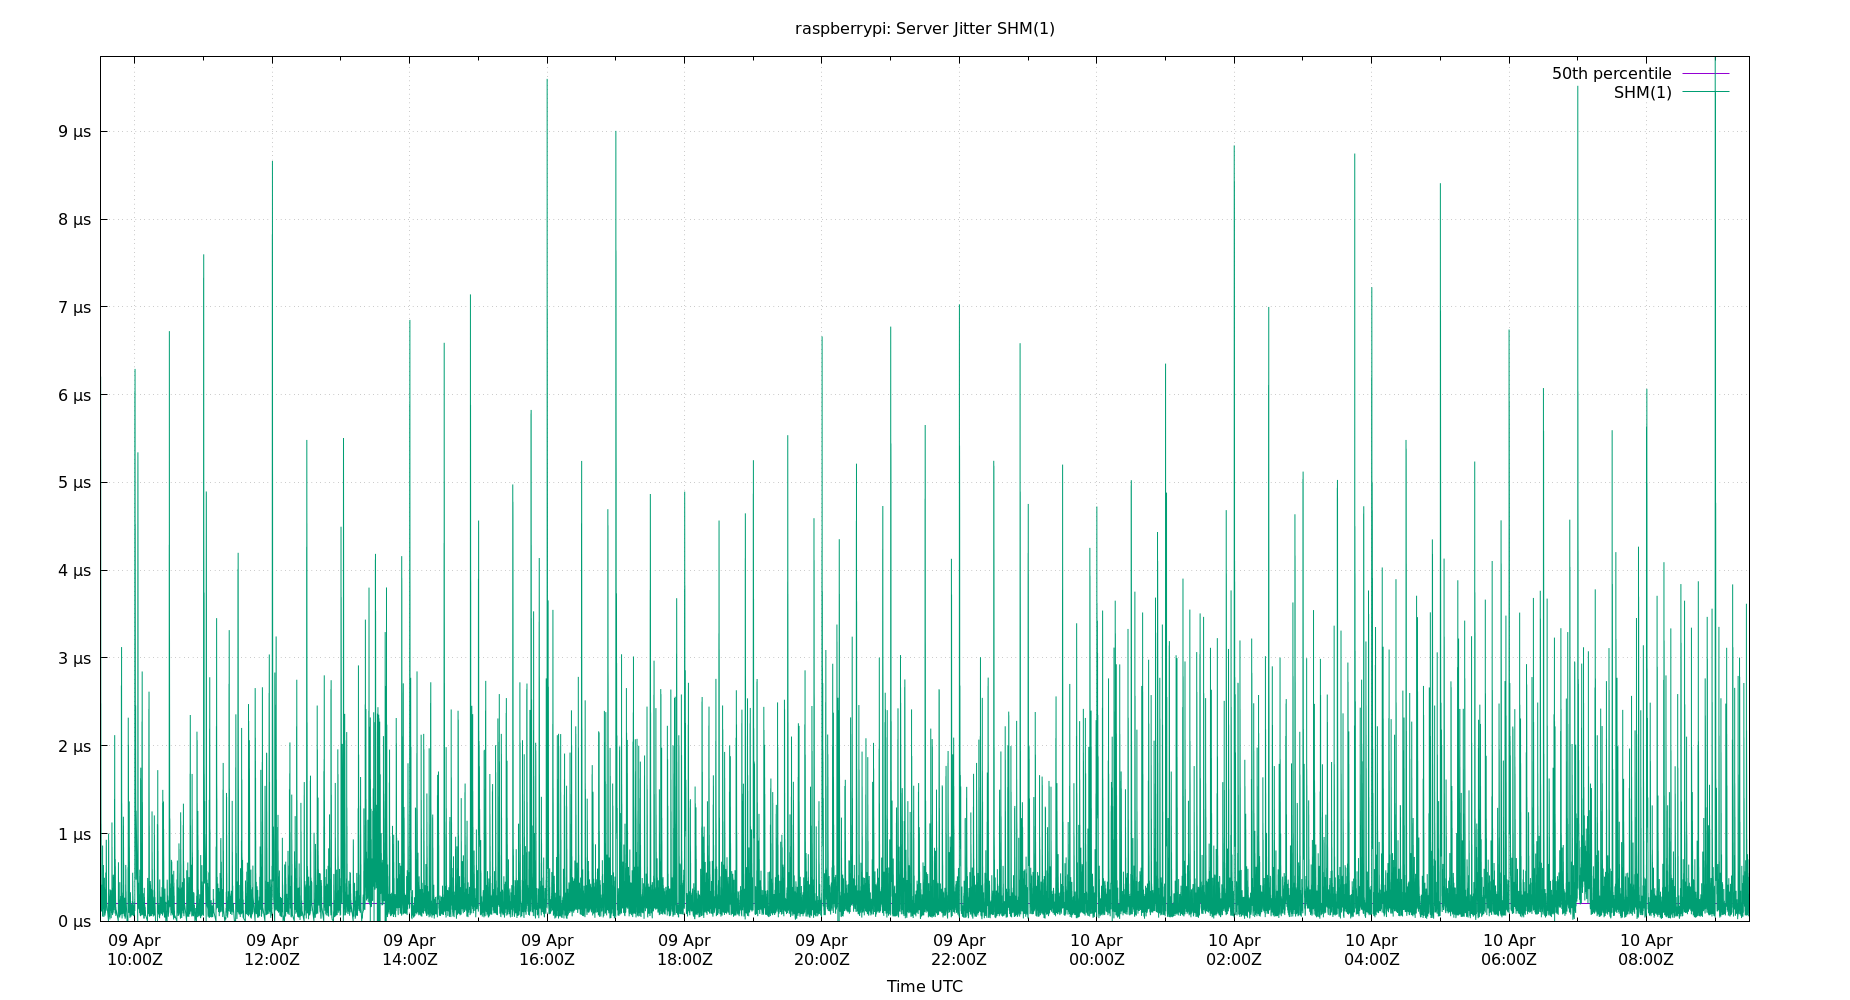 raspberrypi: Server Jitter SHM(1)
50th percentile
SHM(1)
9 µs
8 µs
7 µs
6 µs
5 µs
4 µs
3 µs
2 µs
1 µs
0 µs
09 Apr 09 Apr 09 Apr 09 Apr 09 Apr 09 Apr 09 Apr 10 Apr 10 Apr 10 Apr 10 Apr 10 Apr
10:00Z 12:00Z 14:00Z 16:00Z 18:00Z 20:00Z 22:00Z 00:00Z 02:00Z 04:00Z 06:00Z 08:00Z
Time UTC